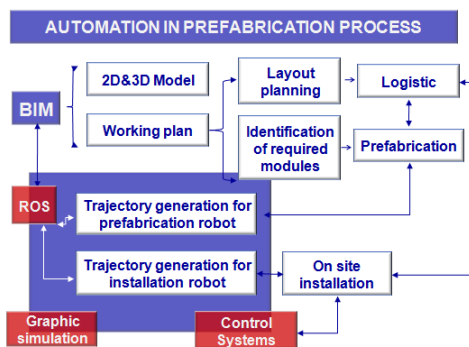 AUTOMATION IN PREFABRICATION PROCESS
2D&3D Model
Layout
planning
Logistic
BIM
Working plan
Identification
of required
modules
Prefabrication
ROS
Trajectory generation for
prefabrication robot
Trajectory generation for
installation robot
On site
installation
Graphic
simulation
Control
Systems